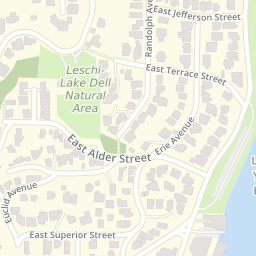 East Jefferson Street
Randolph Ave
East Terrace Street
Leschi-
Lake Dell
Natural
Area
Erie Avenue
East Alder Street
L
Y
B
Euclid Avenue
East Superior Street